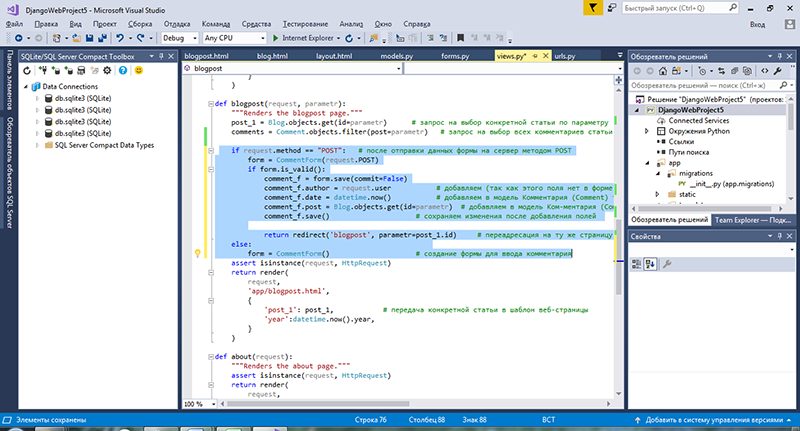 DjangoWebProject5 - Microsoft Visual Studio
Быстрый запуск (Ctrl+Q)
Файл Правка Вид Проект Сборка Отладка Команда Средства Тест Анализ Окно Справка
Вход
Debug Any CPU Internet Explorer
Панель элементов
Обозреватель объектов SQL Server
SQLite/SQL Server Compact Toolbox
Data Connections
db.sqlite3 (SQLite)
db.sqlite3 (SQLite)
db.sqlite3 (SQLite)
db.sqlite3 (SQLite)
SQL Server Compact Data Types
blogpost.html blog.html layout.html models.py forms.py views.py* urls.py
blogpost
}
)
def blogpost(request, parametr):
"""Renders the blogpost page."""
post_1 = Blog.objects.get(id=parametr) # запрос на выбор конкретной статьи по параметру
comments = Comment.objects.filter(post=parametr) # запрос на выбор всех комментариев статьи
if request.method == "POST": # после отправки данных формы на сервер методом POST
form = CommentForm(request.POST)
if form.is_valid():
comment_f = form.save(commit=False)
comment_f.author = request.user # добавляем (так как этого поля нет в форме
comment_f.date = datetime.now() # добавляем в модель Комментария (Comment)
comment_f.post = Blog.objects.get(id=parametr) # добавляем в модель Ком-ментария (Com
comment_f.save() # сохраняем изменения после добавления полей
return redirect('blogpost', parametr=post_1.id) # переадресация на ту же страницу
else:
form = CommentForm() # создание формы для ввода комментария
assert isinstance(request, HttpRequest)
return render(
request,
'app/blogpost.html',
{
'post_1': post_1, # передача конкретной статьи в шаблон веб-страницы
'year':datetime.now().year,
}
)
def about(request):
"""Renders the about page."""
assert isinstance(request, HttpRequest)
return render(
request,
100 %
Обозреватель решений
Обозреватель решений — поиск
Решение "DjangoWebProject5" (проектов:
DjangoWebProject5
Connected Services
Окружения Python
Ссылки
Пути поиска
app
migrations
__init__.py (app.migrations)
static
Обозреватель решений Team Explorer — Подк...
Свойства
Элементы сохранены
Строка 76 Столбец 88 Знак 88 ВСТ
Добавить в систему управления версиями